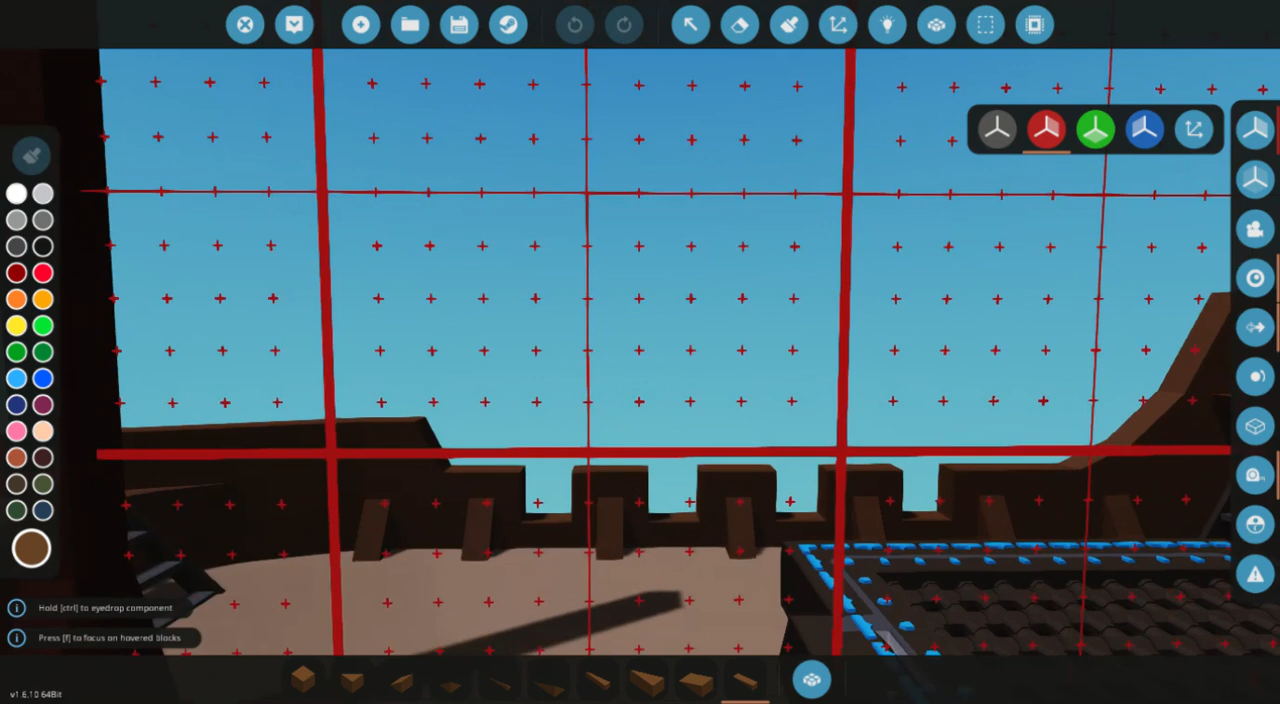 Hold [ctrl] to eyedrop component
Press [f] to focus on hovered blocks
v1.6.10 64Bit